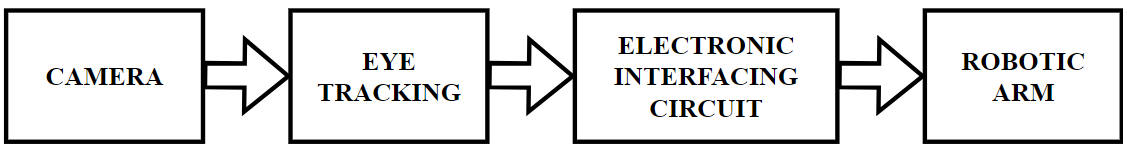 CAMERA
EYE
TRACKING
ELECTRONIC
INTERFACING
CIRCUIT
ROBOTIC
ARM